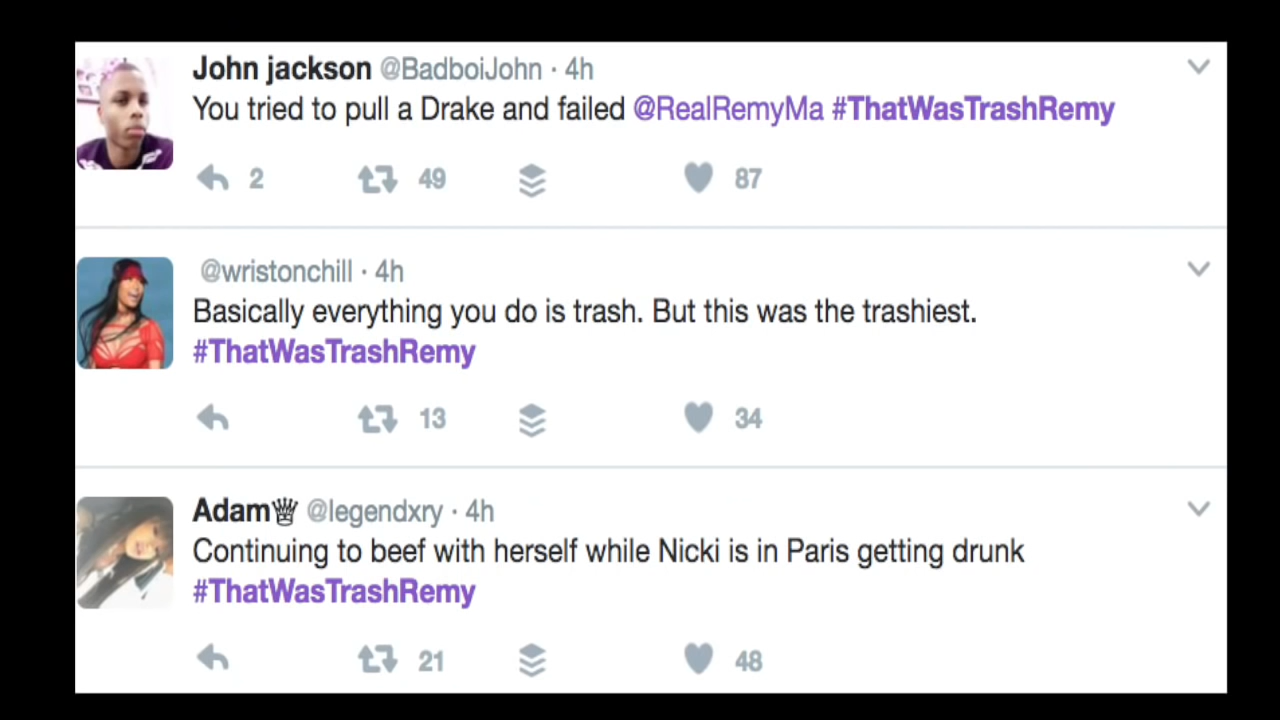 John jackson @BadboiJohn · 4h
You tried to pull a Drake and failed @RealRemyMa #ThatWasTrashRemy
2 49 87
@wristonchill · 4h
Basically everything you do is trash. But this was the trashiest.
#ThatWasTrashRemy
13 34
Adam♛ @legendxry · 4h
Continuing to beef with herself while Nicki is in Paris getting drunk
#ThatWasTrashRemy
21 48